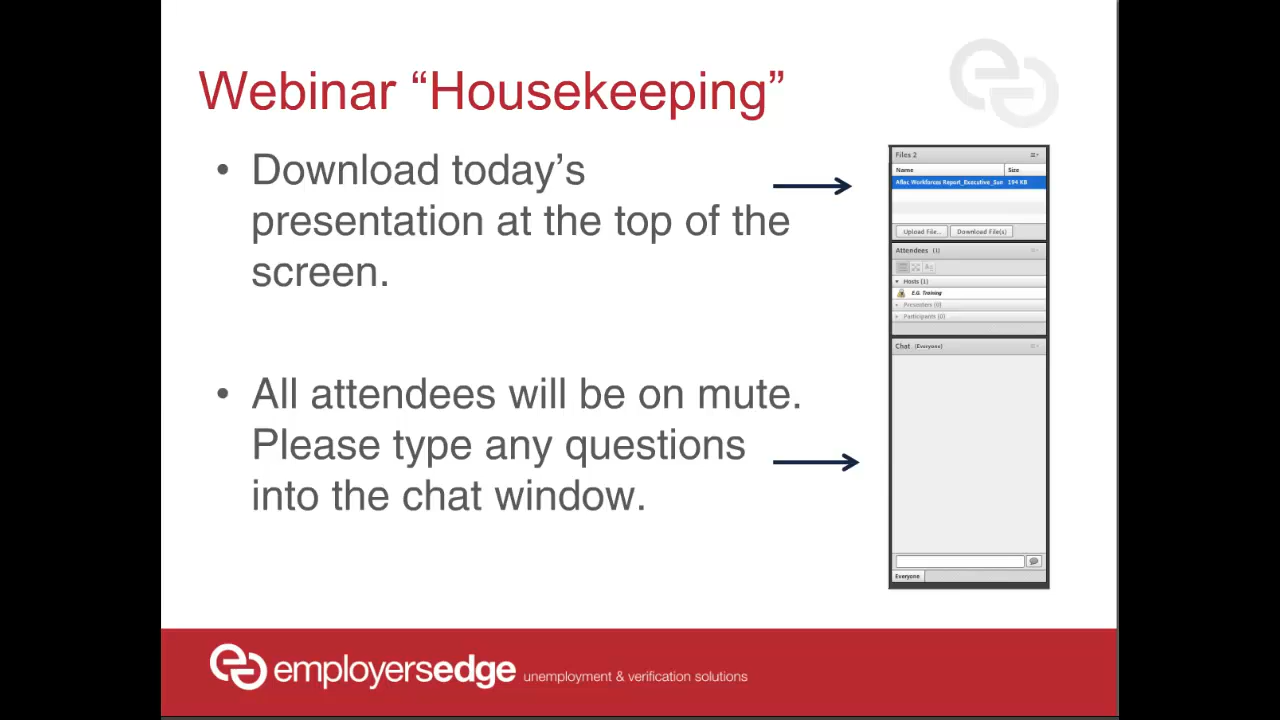 Webinar “Housekeeping”
• Download today’s
presentation at the top of the
screen.
• All attendees will be on mute.
Please type any questions
into the chat window.
Files 2
Name Size
Aflac Workforces Report_Executive_Sum 194 KB
Upload File... Download File(s)
Attendees (1)
Hosts (1)
E.G. Training
Presenters (0)
Participants (0)
Chat (Everyone)
Everyone
employersedge unemployment & verification solutions